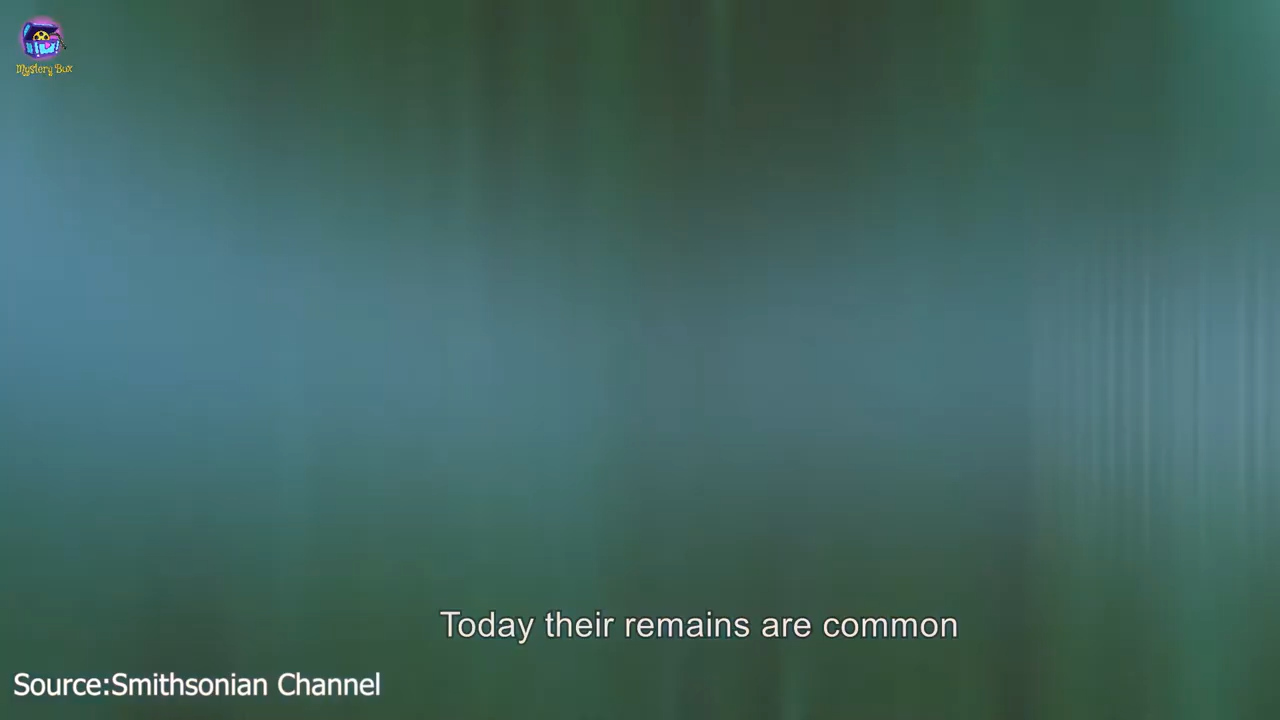 Mystery Box
Today their remains are common
Source:Smithsonian Channel